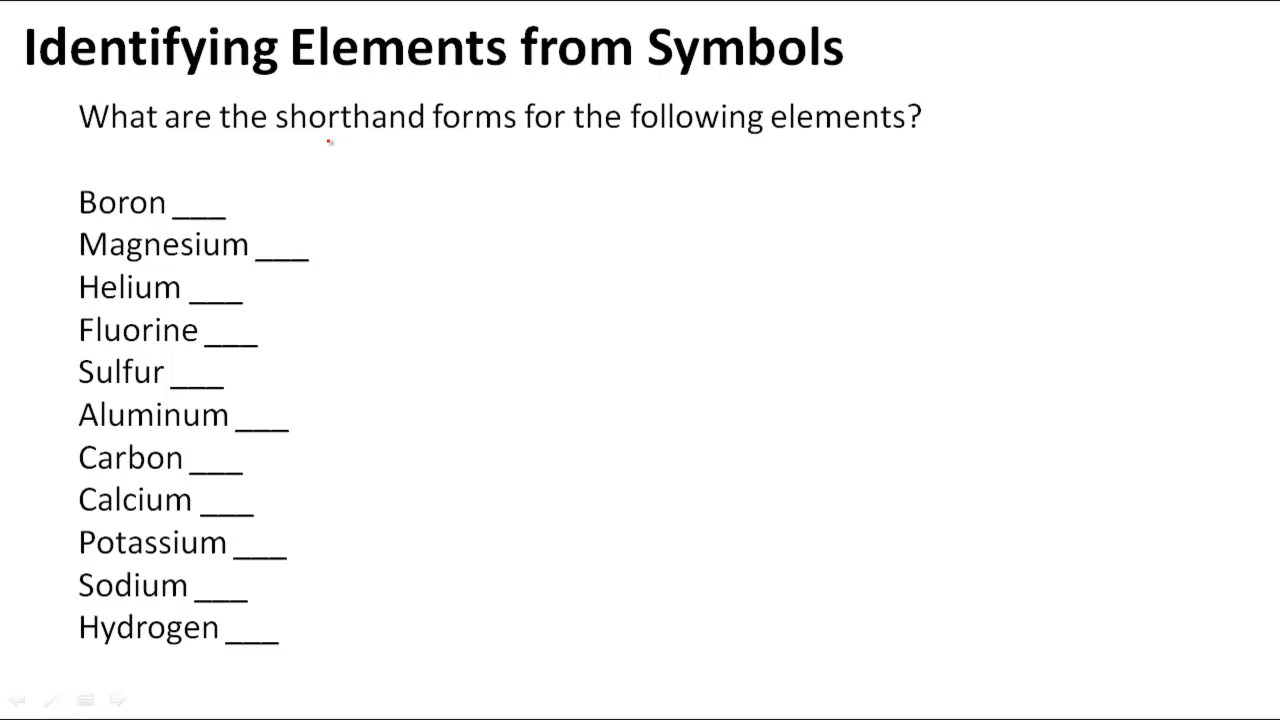 Identifying Elements from Symbols
What are the shorthand forms for the following elements?
Boron ___
Magnesium ___
Helium ___
Fluorine ___
Sulfur ___
Aluminum ___
Carbon ___
Calcium ___
Potassium ___
Sodium ___
Hydrogen ___